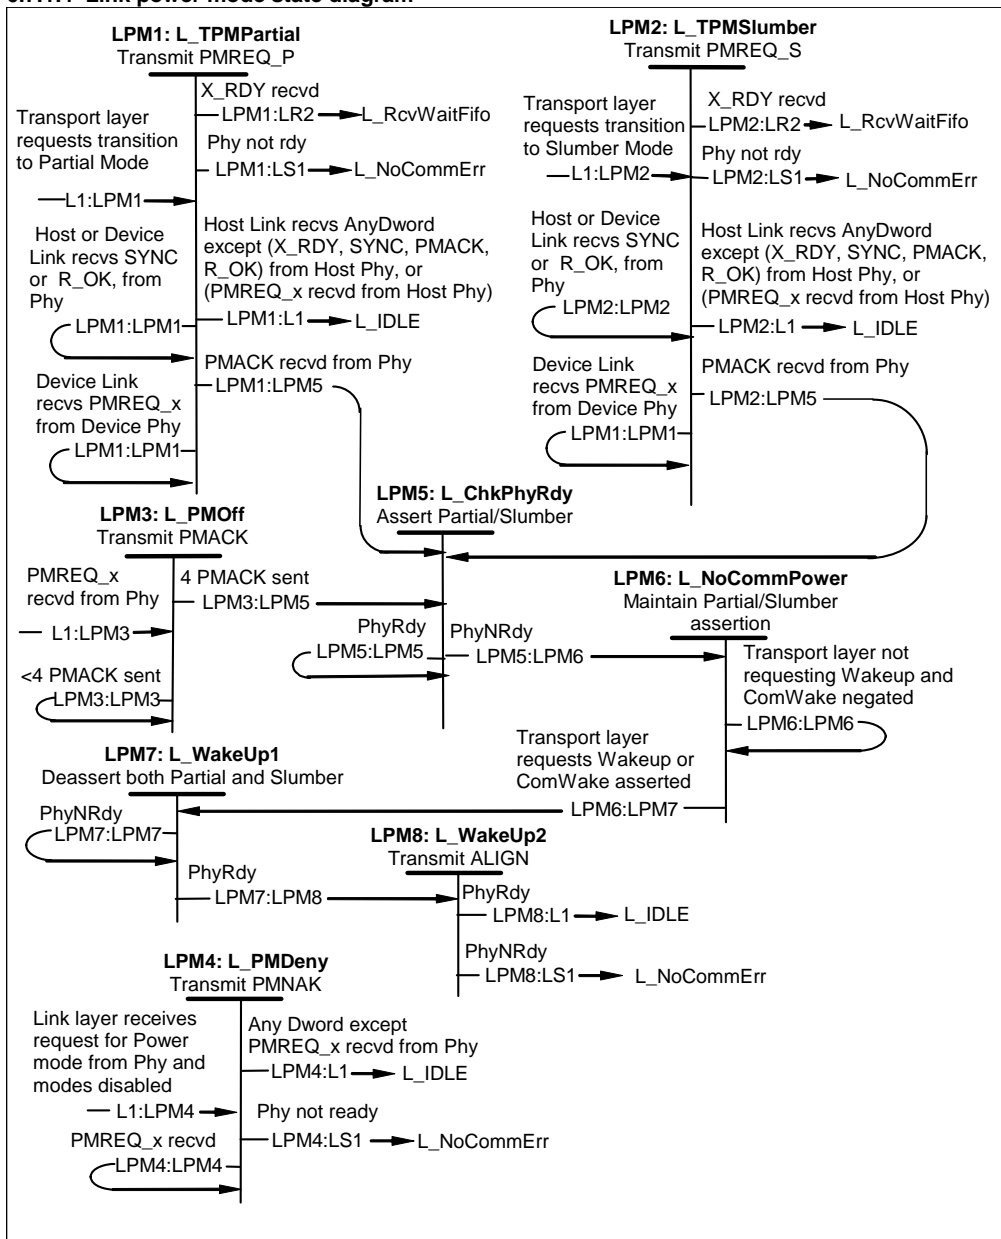 LPM1: L_TPMPartial
Transmit PMREQ_P
X_RDY recvd
LPM1:LR2
L_RcvWaitFifo
Transport layer
requests transition
to Partial Mode
Phy not rdy
LPM1:LS1
L_NoCommErr
L1:LPM1
Host or Device
Link recvs SYNC
or R_OK, from
Phy
LPM1:LPM1
Host Link recvs AnyDword
except (X_RDY, SYNC, PMACK,
R_OK) from Host Phy, or
(PMREQ_x recvd from Host Phy)
LPM1:L1
L_IDLE
PMACK recvd from Phy
LPM1:LPM5
Device Link
recvs PMREQ_x
from Device Phy
LPM1:LPM1
LPM2: L_TPMSlumber
Transmit PMREQ_S
X_RDY recvd
LPM2:LR2
L_RcvWaitFifo
Transport layer
requests transition
to Slumber Mode
Phy not rdy
LPM2:LS1
L_NoCommErr
L1:LPM2
Host or Device
Link recvs SYNC
or R_OK, from
Phy
LPM2:LPM2
Host Link recvs AnyDword
except (X_RDY, SYNC, PMACK,
R_OK) from Host Phy, or
(PMREQ_x recvd from Host Phy)
LPM2:L1
L_IDLE
PMACK recvd from Phy
LPM2:LPM5
Device Link
recvs PMREQ_x
from Device Phy
LPM1:LPM1
LPM3: L_PMOff
Transmit PMACK
PMREQ_x
recvd from Phy
L1:LPM3
4 PMACK sent
LPM3:LPM5
<4 PMACK sent
LPM3:LPM3
LPM5: L_ChkPhyRdy
Assert Partial/Slumber
PhyRdy
LPM5:LPM5
PhyNRdy
LPM5:LPM6
LPM6: L_NoCommPower
Maintain Partial/Slumber
assertion
Transport layer not
requesting Wakeup and
ComWake negated
LPM6:LPM6
Transport layer
requests Wakeup or
ComWake asserted
LPM6:LPM7
LPM7: L_WakeUp1
Deassert both Partial and Slumber
PhyNRdy
LPM7:LPM7
PhyRdy
LPM7:LPM8
LPM8: L_WakeUp2
Transmit ALIGN
PhyRdy
LPM8:L1
L_IDLE
PhyNRdy
LPM8:LS1
L_NoCommErr
LPM4: L_PMDeny
Transmit PMNAK
Link layer receives
request for Power
mode from Phy and
modes disabled
L1:LPM4
Any Dword except
PMREQ_x recvd from Phy
LPM4:L1
L_IDLE
Phy not ready
LPM4:LS1
L_NoCommErr
PMREQ_x recvd
LPM4:LPM4